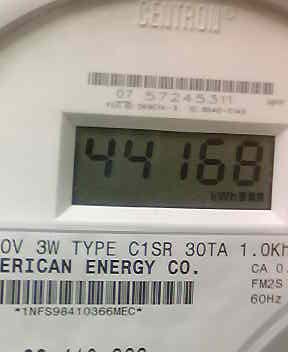 CENTRON®
07 57245311
44168
kWh
0V 3W TYPE C1SR 30TA 1.0Kh
ERICAN ENERGY CO.
CA 0.
FM2S
60Hz
*1NFS98410366MEC*